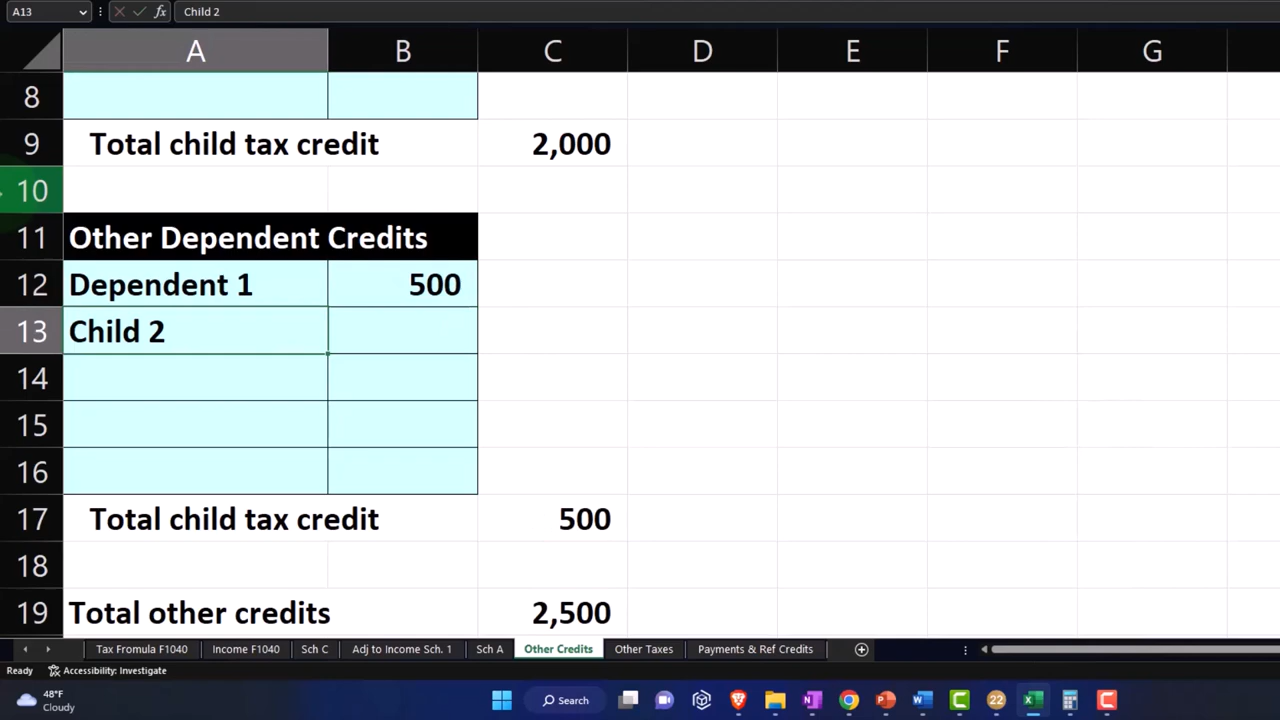 A13
fx
Child 2
A B C D E F G
8
9 Total child tax credit 2,000
10
11 Other Dependent Credits
12 Dependent 1 500
13 Child 2
14
15
16
17 Total child tax credit 500
18
19 Total other credits 2,500
Tax Fromula F1040 Income F1040 Sch C Adj to Income Sch. 1 Sch A Other Credits Other Taxes Payments & Ref Credits
Ready Accessibility: Investigate
48°F
Cloudy
Search
22